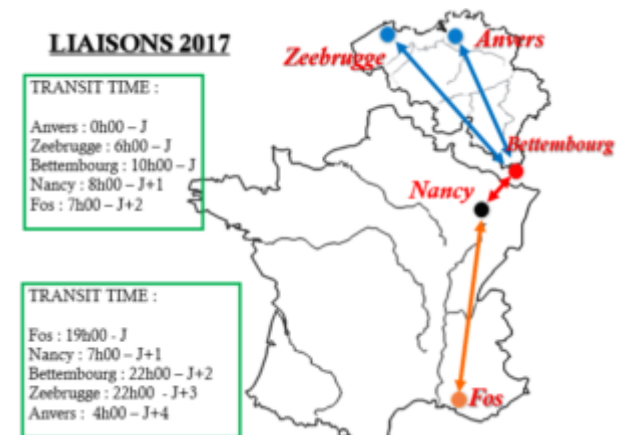 LIAISONS 2017
TRANSIT TIME :
Anvers : 0h00 – J
Zeebrugge : 6h00 – J
Bettembourg : 10h00 – J
Nancy : 8h00 – J+1
Fos : 7h00 – J+2
TRANSIT TIME :
Fos : 19h00 - J
Nancy : 7h00 – J+1
Bettembourg : 22h00 – J+2
Zeebrugge : 22h00 - J+3
Anvers : 4h00 – J+4
Zeebrugge
Anvers
Bettembourg
Nancy
Fos